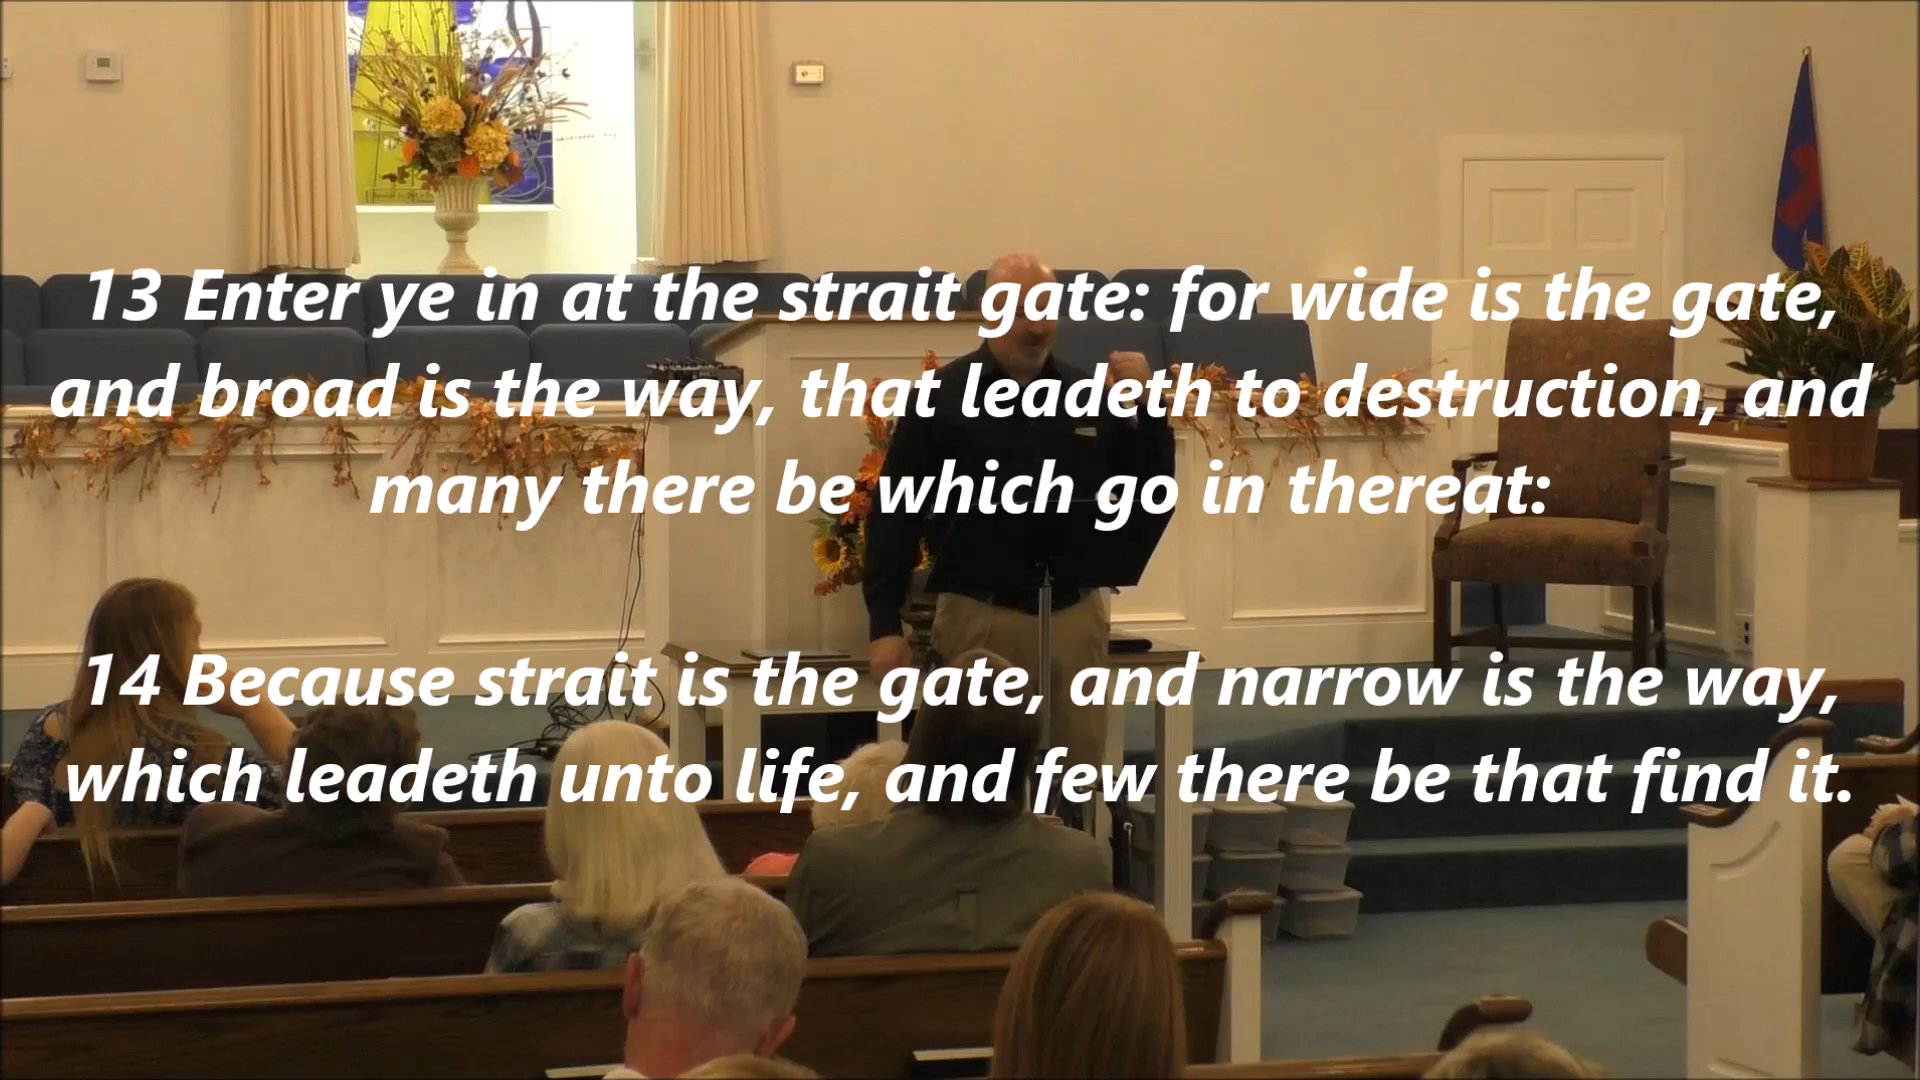 13 Enter ye in at the strait gate: for wide is the gate,
and broad is the way, that leadeth to destruction, and
many there be which go in thereat:
14 Because strait is the gate, and narrow is the way,
which leadeth unto life, and few there be that find it.